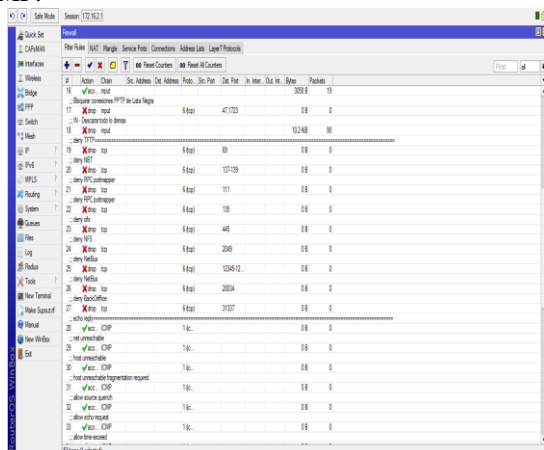 Safe Mode Session: 172.16.2.1
Quick Set
CAPsMAN
Interfaces
Wireless
Bridge
PPP
Switch
Mesh
IP
IPv6
MPLS
Routing
System
Queues
Files
Log
Radius
Tools
New Terminal
Make Supout.rif
Manual
New WinBox
Exit
RouterOS WinBox
Firewall
Filter Rules NAT Mangle Service Ports Connections Address Lists Layer7 Protocols
00 Reset Counters 00 Reset All Counters Find all
# Action Chain Src. Address Dst. Address Proto... Src. Port Dst. Port In. Inter... Out. Int... Bytes Packets
16 acc... input 19
::: Bloquear conexiones PPTP de Lista Negra
17 drop input 6 (tcp) 47,1723 0 B 0
::: IN - Descartar todo lo demas
18 drop input 10.2 KiB 90
::: deny TFTP
19 drop tcp 6 (tcp) 69 0 B 0
::: deny NBT
20 drop tcp 6 (tcp) 137-139 0 B 0
::: deny RPC portmapper
21 drop tcp 6 (tcp) 111 0 B 0
::: deny RPC portmapper
22 drop tcp 6 (tcp) 135 0 B 0
::: deny cifs
23 drop tcp 6 (tcp) 445 0 B 0
::: deny NFS
24 drop tcp 6 (tcp) 2049 0 B 0
::: deny NetBus
25 drop tcp 6 (tcp) 12345-12... 0 B 0
::: deny NetBus
26 drop tcp 6 (tcp) 20034 0 B 0
::: deny BackOriffice
27 drop tcp 6 (tcp) 31337 0 B 0
::: echo reply
28 acc... ICMP 1 (ic... 0 B 0
::: net unreachable
29 acc... ICMP 1 (ic... 0 B 0
::: host unreachable
30 acc... ICMP 1 (ic... 0 B 0
::: host unreachable fragmentation required
31 acc... ICMP 1 (ic... 0 B 0
::: allow source quench
32 acc... ICMP 1 (ic... 0 B 0
::: allow echo request
33 acc... ICMP 1 (ic... 0 B 0
::: allow time exceed